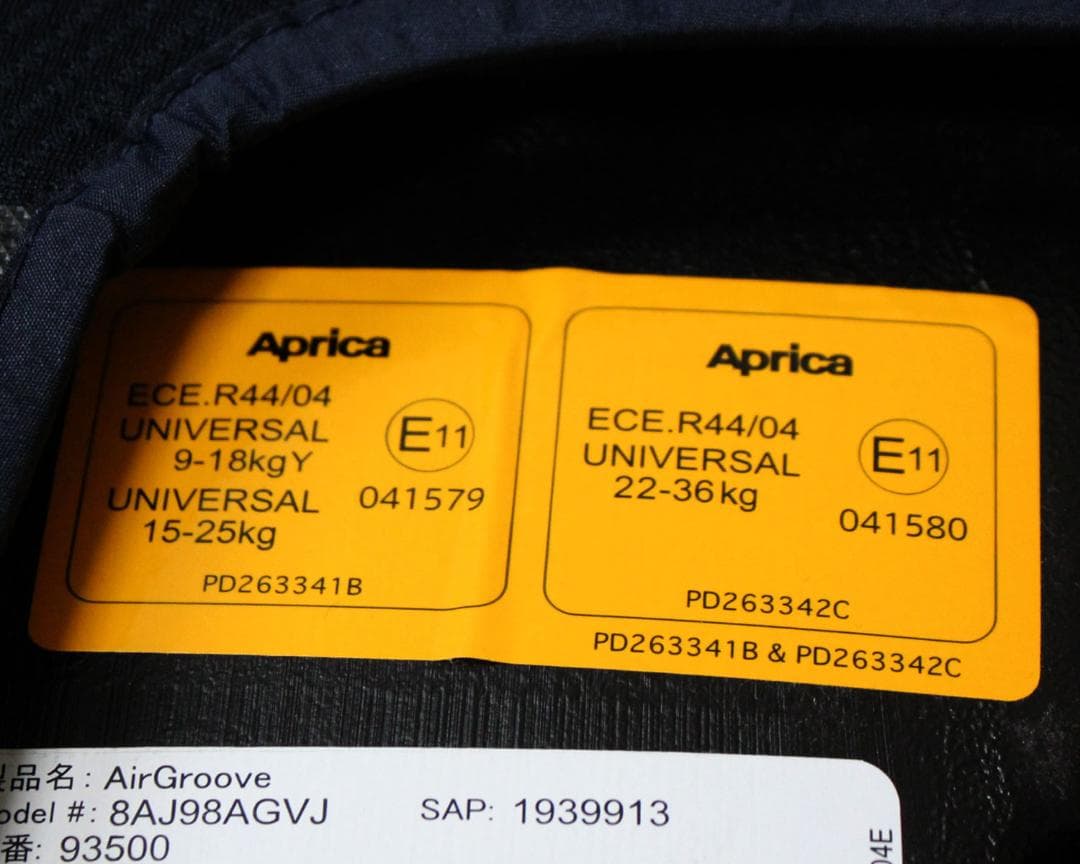 Aprica
ECE.R44/04
UNIVERSAL
9-18kgY
UNIVERSAL
15-25kg
E11
041579
PD263341B
Aprica
ECE.R44/04
UNIVERSAL
22-36kg
E11
041580
PD263342C
PD263341B & PD263342C
品名: AirGroove
odel #: 8AJ98AGVJ SAP: 1939913
番: 93500
04E